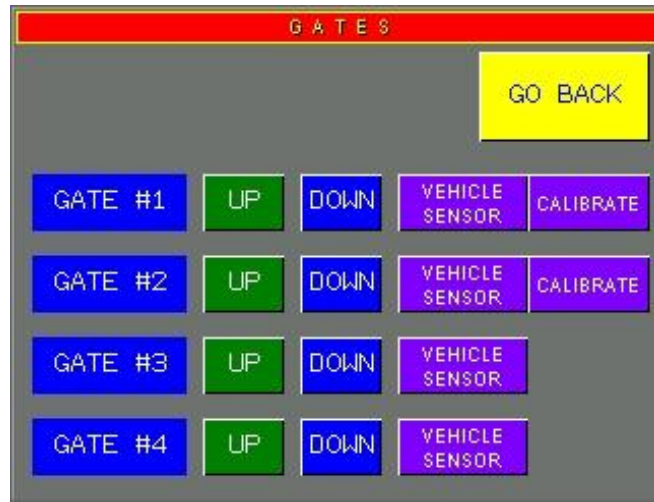 GATES
GO BACK
GATE #1 UP DOWN VEHICLE SENSOR CALIBRATE
GATE #2 UP DOWN VEHICLE SENSOR CALIBRATE
GATE #3 UP DOWN VEHICLE SENSOR
GATE #4 UP DOWN VEHICLE SENSOR